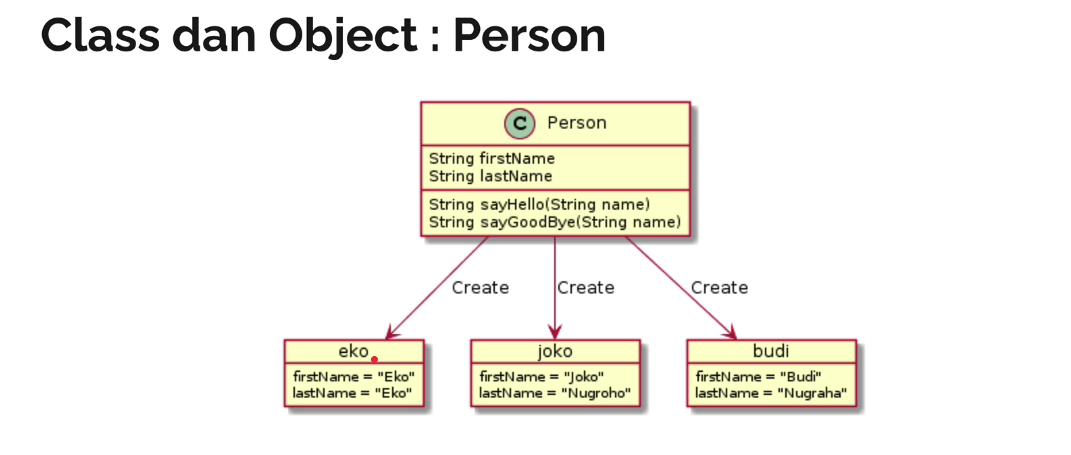 Class dan Object : Person
C Person
String firstName
String lastName
String sayHello(String name)
String sayGoodBye(String name)
Create Create Create
eko joko budi
firstName = "Eko" firstName = "Joko" firstName = "Budi"
lastName = "Eko" lastName = "Nugroho" lastName = "Nugraha"